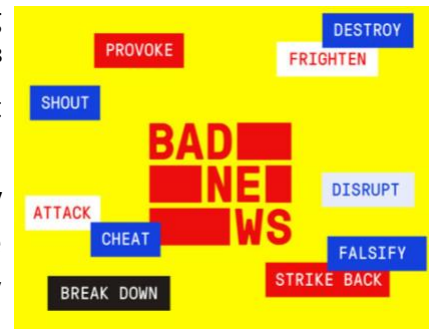 DESTROY
PROVOKE
FRIGHTEN
SHOUT
BAD
NE
WS
DISRUPT
ATTACK
CHEAT
FALSIFY
STRIKE BACK
BREAK DOWN